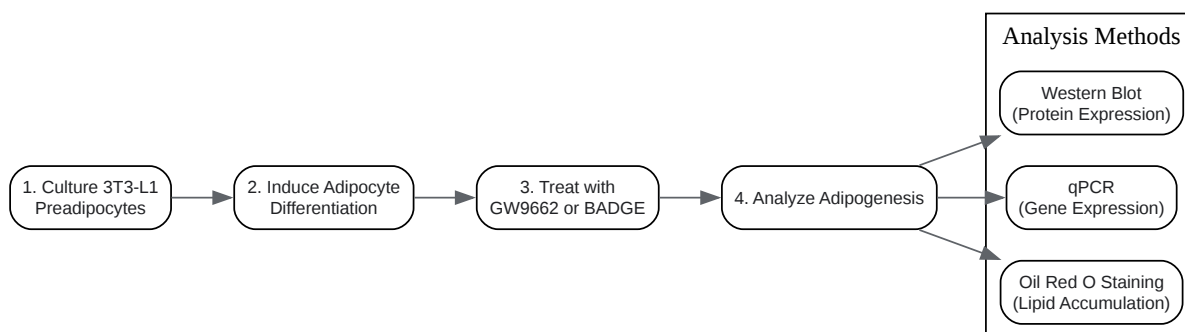 1. Culture 3T3-L1
Preadipocytes
2. Induce Adipocyte
Differentiation
3. Treat with
GW9662 or BADGE
4. Analyze Adipogenesis
Analysis Methods
Western Blot
(Protein Expression)
qPCR
(Gene Expression)
Oil Red O Staining
(Lipid Accumulation)